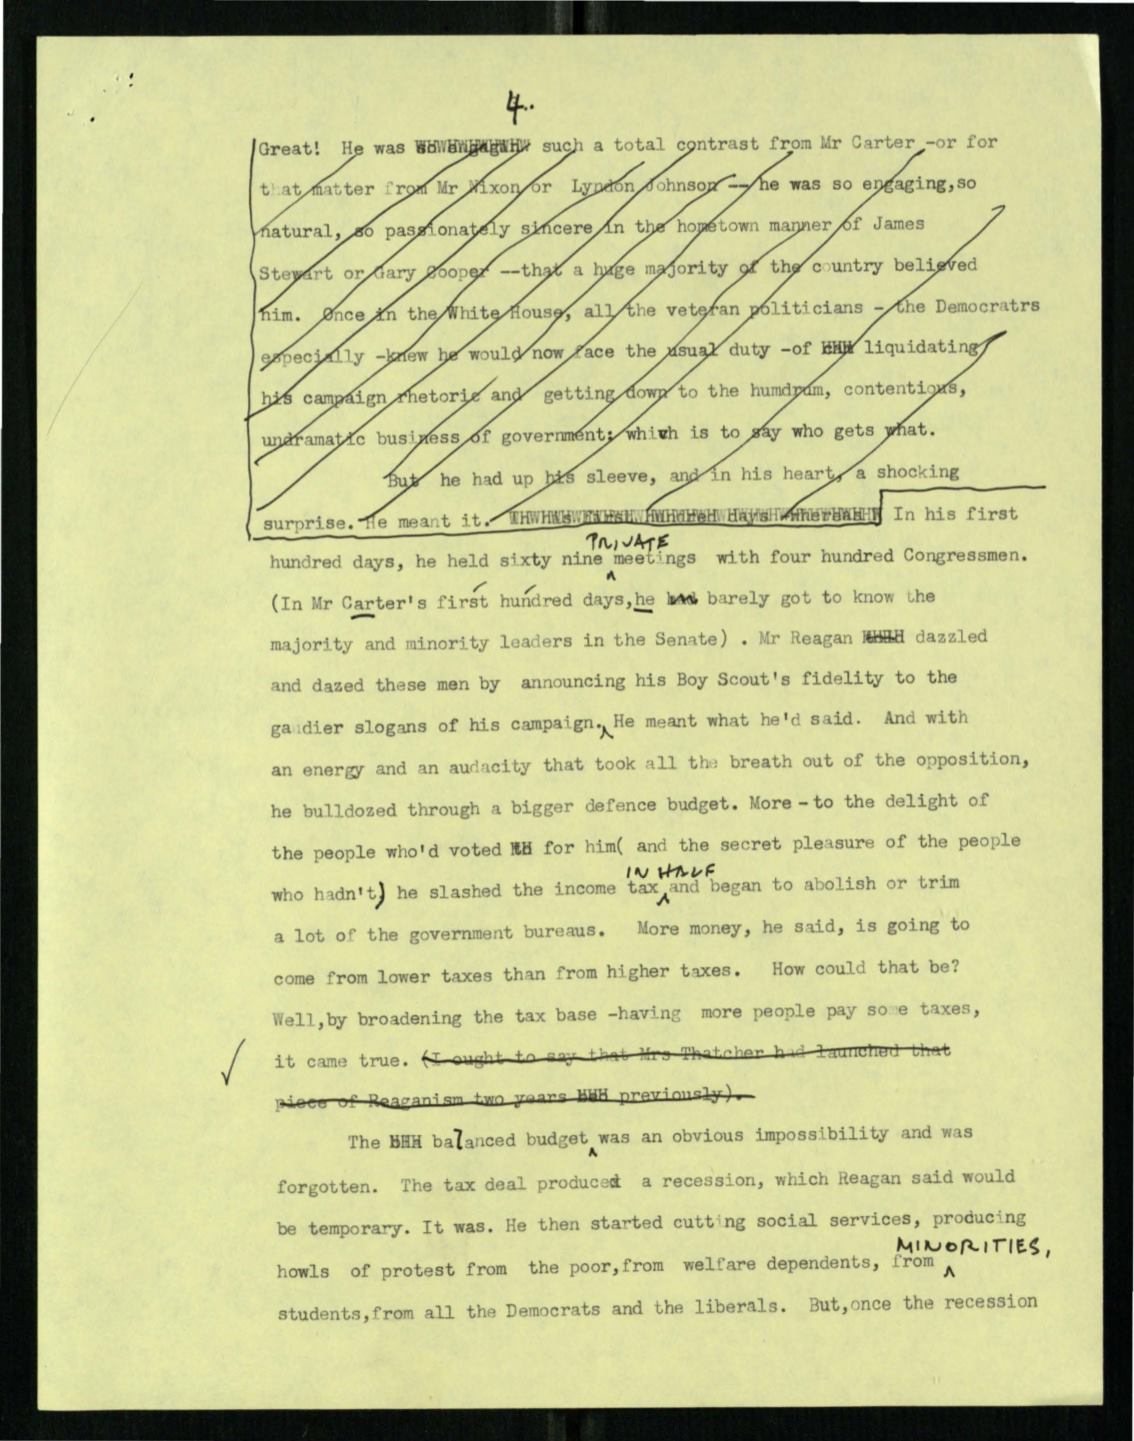 4.
Great! He was so engaging such a total contrast from Mr Carter -or for
that matter from Mr Nixon or Lyndon Johnson -- he was so engaging,so
natural, so passionately sincere in the hometown manner of James
Stewart or Gary Cooper --that a huge majority of the country believed
him. Once in the White House, all the veteran politicians - the Democratrs
especially -knew he would now face the usual duty -of liquidating
his campaign rhetoric and getting down to the humdrum, contentious,
undramatic business of government; which is to say who gets what.
But he had up his sleeve, and in his heart, a shocking
surprise. He meant it. His first hundred days -whereas In his first
PRIVATE
hundred days, he held sixty nine meetings with four hundred Congressmen.
(In Mr Carter's first hundred days,he had barely got to know the
majority and minority leaders in the Senate) . Mr Reagan dazzled
and dazed these men by announcing his Boy Scout's fidelity to the
gaudier slogans of his campaign. He meant what he'd said. And with
an energy and an audacity that took all the breath out of the opposition,
he bulldozed through a bigger defence budget. More - to the delight of
the people who'd voted for him( and the secret pleasure of the people
IN HALF
who hadn't) he slashed the income tax and began to abolish or trim
a lot of the government bureaus. More money, he said, is going to
come from lower taxes than from higher taxes. How could that be?
Well,by broadening the tax base -having more people pay some taxes,
it came true. (I ought to say that Mrs Thatcher had launched that
piece of Reaganism two years previously).
The balanced budget was an obvious impossibility and was
forgotten. The tax deal produced a recession, which Reagan said would
be temporary. It was. He then started cutting social services, producing
MINORITIES,
howls of protest from the poor,from welfare dependents, from
students,from all the Democrats and the liberals. But,once the recession